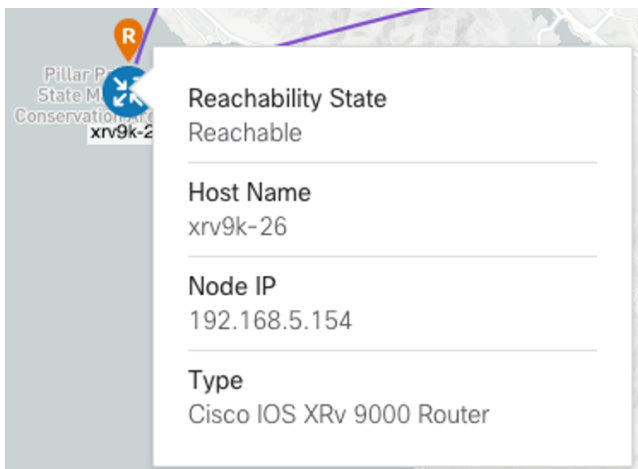 R
Pillar P
State M
Conservation Are
xrv9k-2
Reachability State
Reachable
Host Name
xrv9k-26
Node IP
192.168.5.154
Type
Cisco IOS XRv 9000 Router